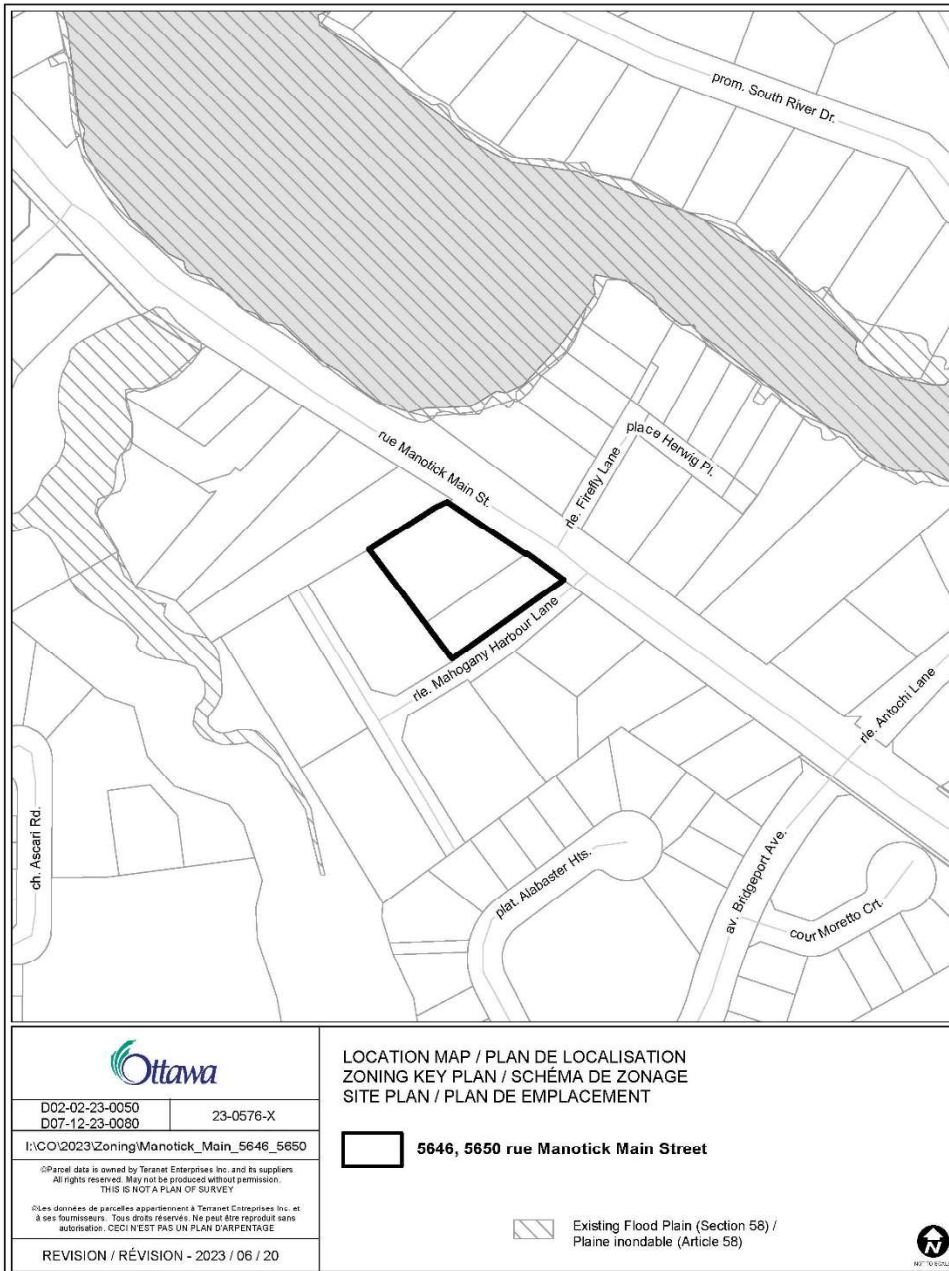 prom. South River Dr.
rue Manotick Main St.
place Herwig Pl.
rle. Firefly Lane
rle. Mahogany Harbour Lane
rle. Antochi Lane
ch. Ascari Rd.
plat. Alabaster Hts.
av. Bridgeport Ave.
cour Moretto Crt.
Ottawa
D02-02-23-0050
D07-12-23-0080
23-0576-X
I:\CO\2023\Zoning\Manotick_Main_5646_5650
©Parcel data is owned by Teranet Enterprises Inc. and its suppliers
All rights reserved. May not be produced without permission.
THIS IS NOT A PLAN OF SURVEY
©Les données de parcelles appartiennent à Terranet Entreprises Inc. et
à ses fournisseurs. Tous droits réservés. Ne peut être reproduit sans
autorisation. CECI N'EST PAS UN PLAN D'ARPENTAGE
REVISION / RÉVISION - 2023 / 06 / 20
LOCATION MAP / PLAN DE LOCALISATION
ZONING KEY PLAN / SCHÉMA DE ZONAGE
SITE PLAN / PLAN DE EMPLACEMENT
5646, 5650 rue Manotick Main Street
Existing Flood Plain (Section 58) /
Plaine inondable (Article 58)
N
NOT TO SCALE